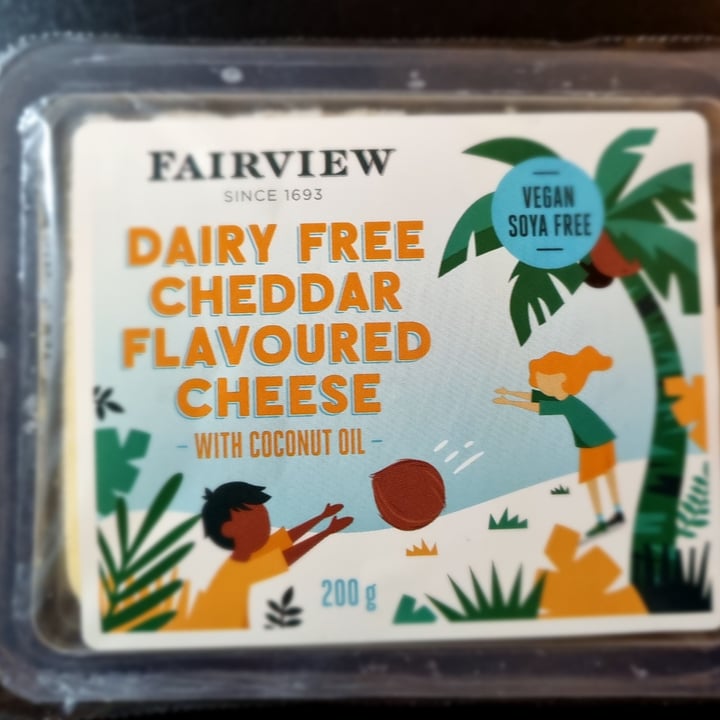 FAIRVIEW
SINCE 1693
VEGAN
SOYA FREE
DAIRY FREE
CHEDDAR
FLAVOURED
CHEESE
- WITH COCONUT OIL -
200 g